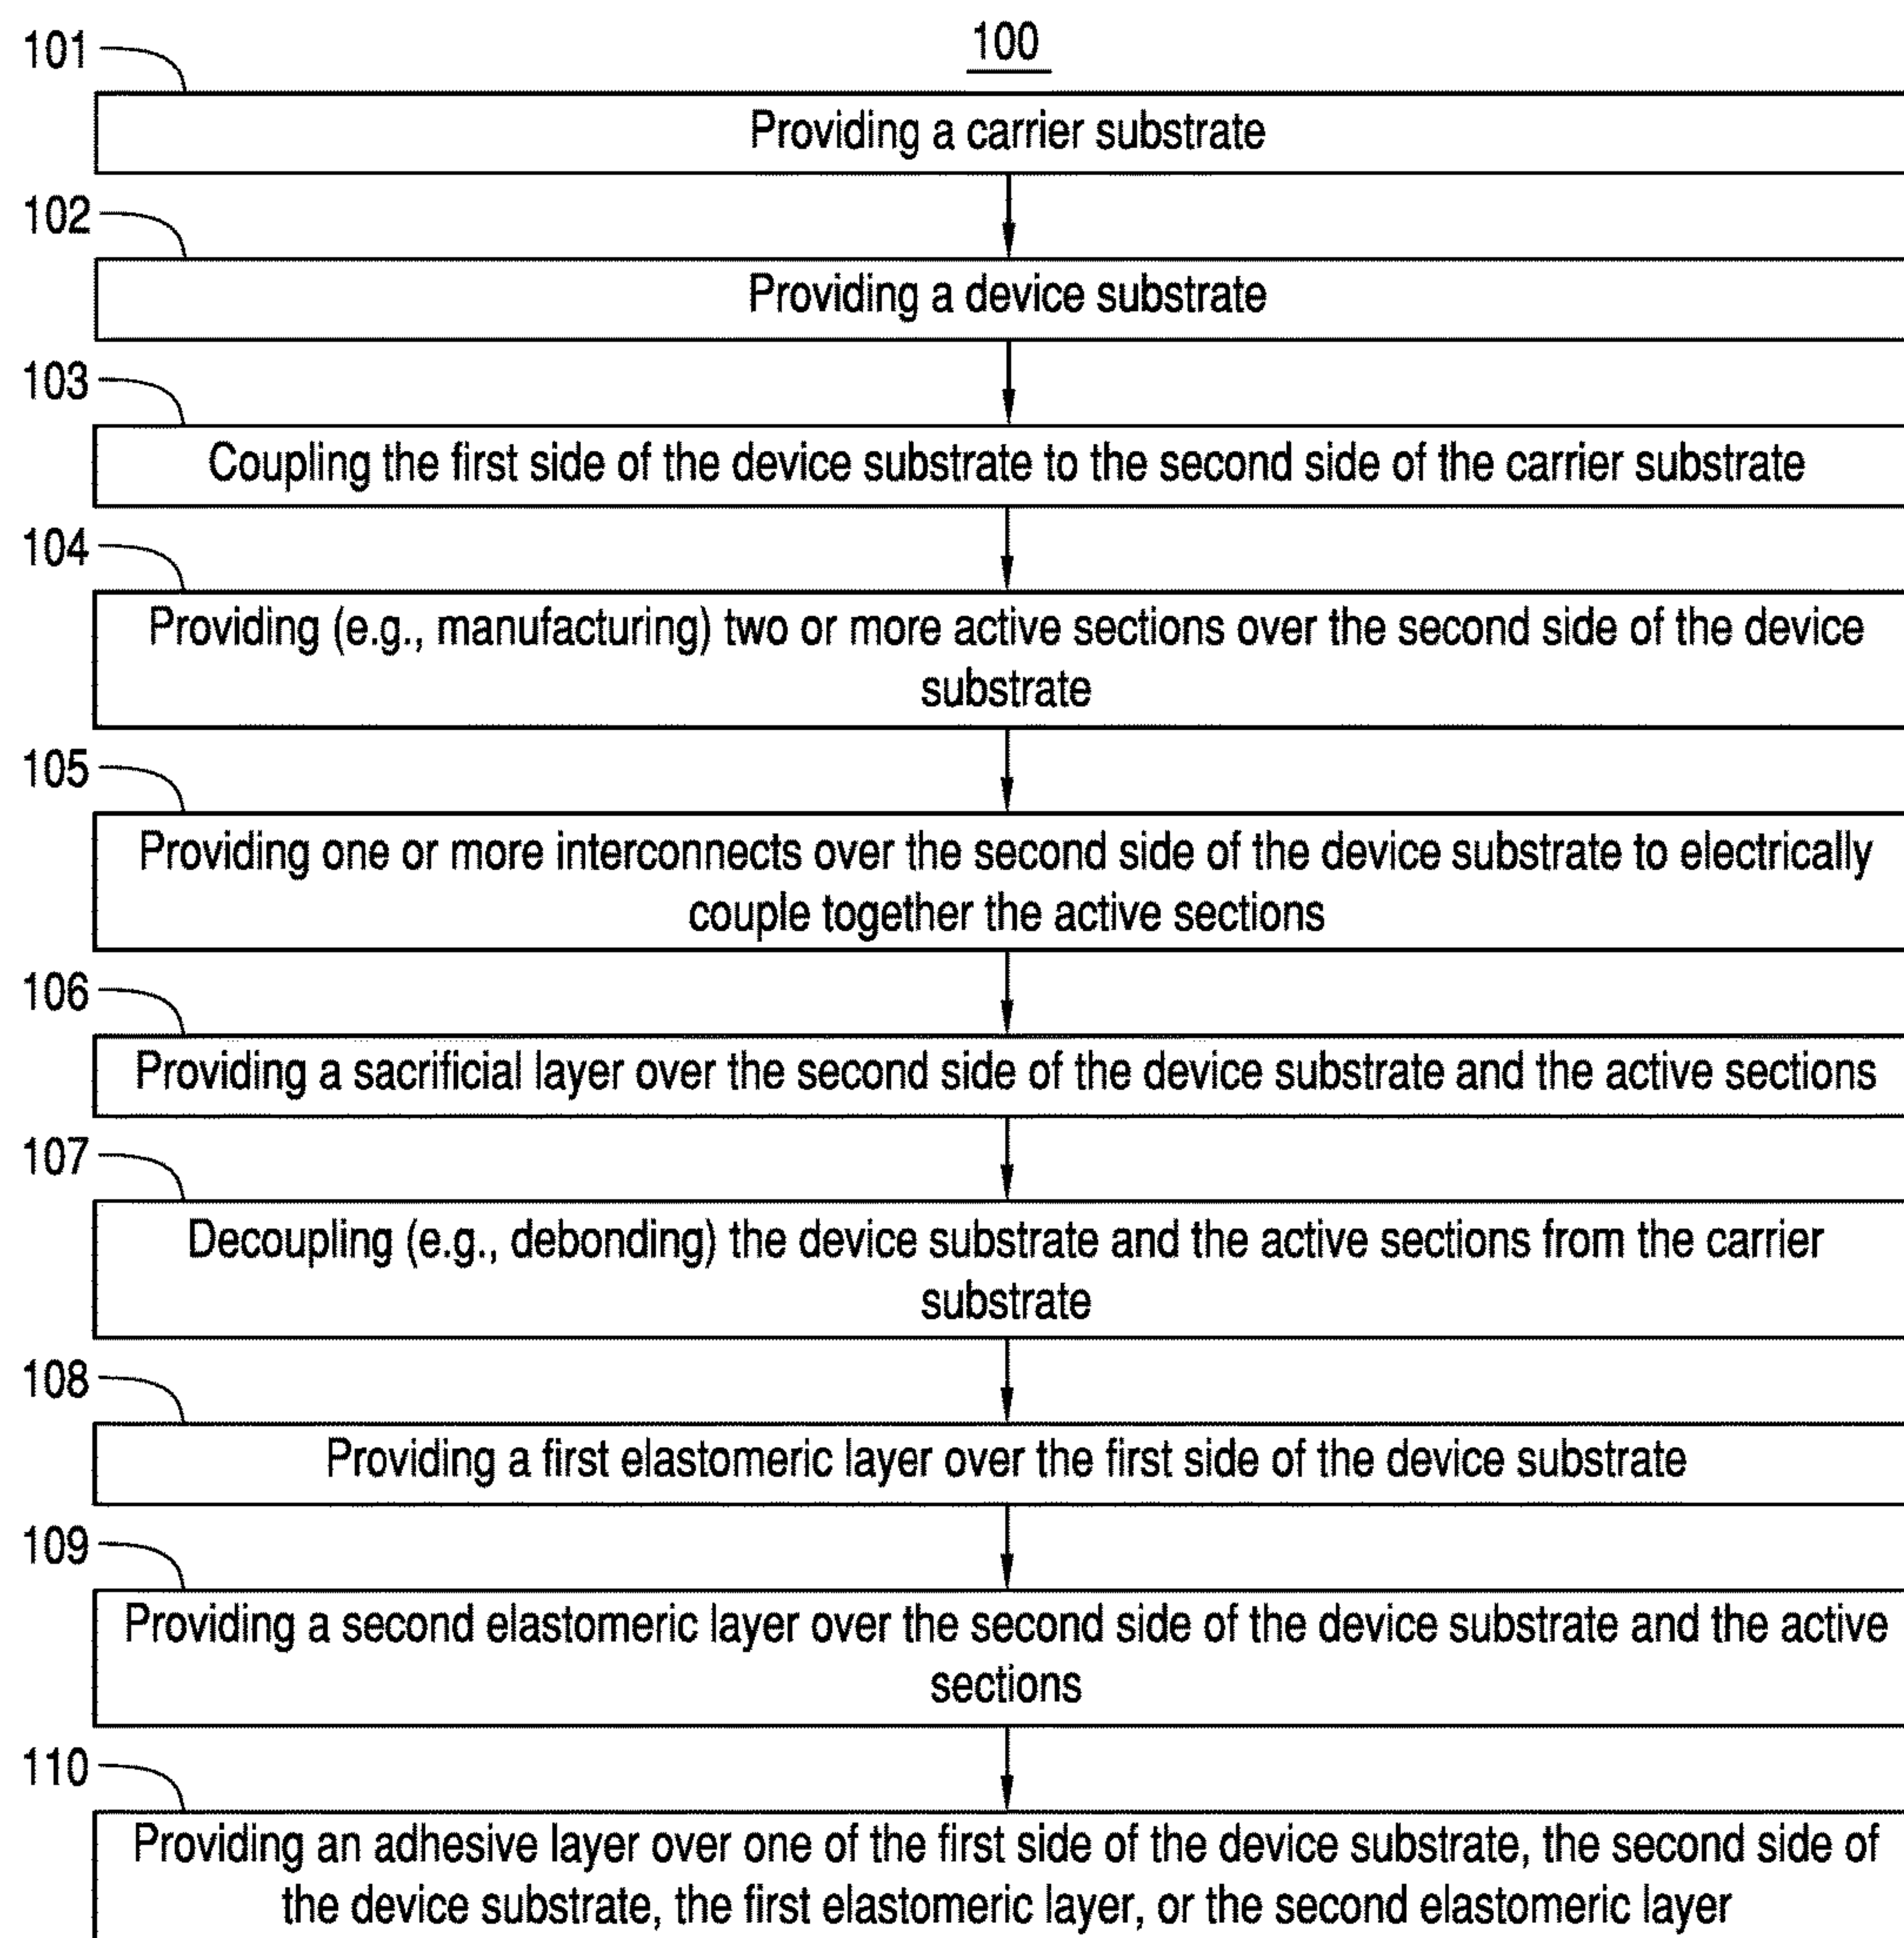 100
101
Providing a carrier substrate
102
Providing a device substrate
103
Coupling the first side of the device substrate to the second side of the carrier substrate
104
Providing (e.g., manufacturing) two or more active sections over the second side of the device
substrate
105
Providing one or more interconnects over the second side of the device substrate to electrically
couple together the active sections
106
Providing a sacrificial layer over the second side of the device substrate and the active sections
107
Decoupling (e.g., debonding) the device substrate and the active sections from the carrier
substrate
108
Providing a first elastomeric layer over the first side of the device substrate
109
Providing a second elastomeric layer over the second side of the device substrate and the active
sections
110
Providing an adhesive layer over one of the first side of the device substrate, the second side of
the device substrate, the first elastomeric layer, or the second elastomeric layer